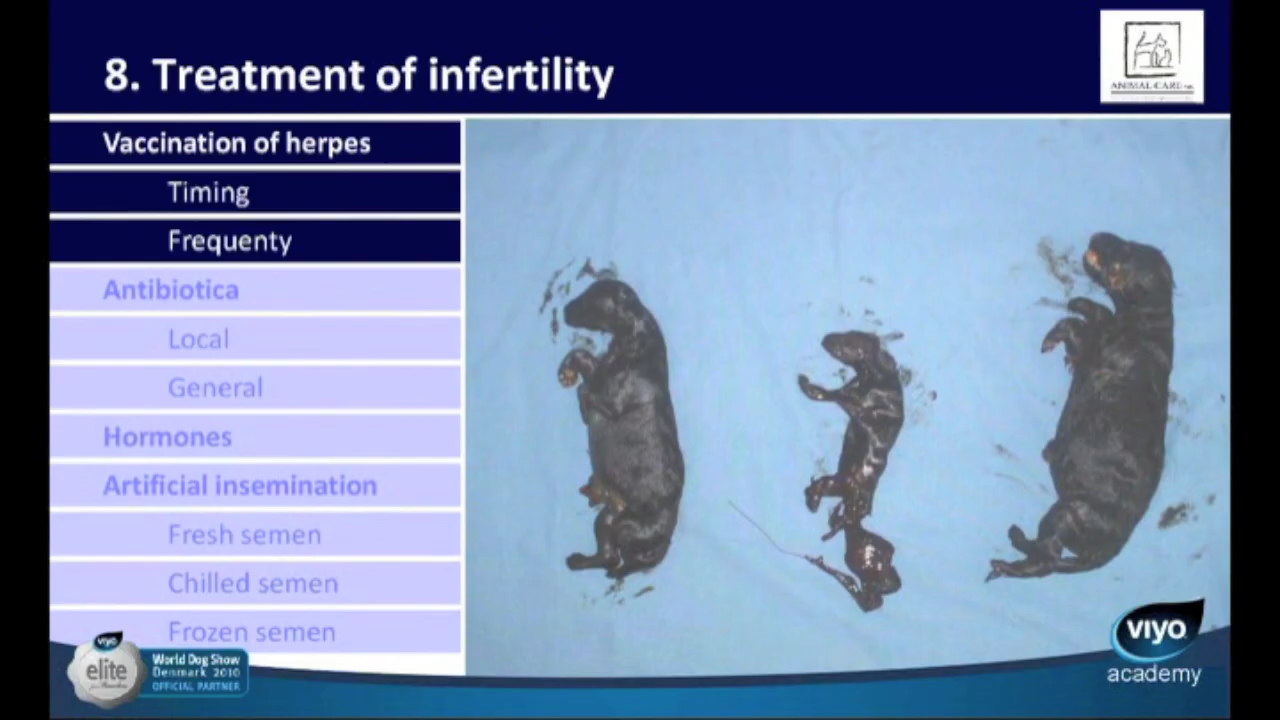 8. Treatment of infertility
ANIMAL CARE
Vaccination of herpes
Timing
Frequenty
Antibiotica
Local
General
Hormones
Artificial insemination
Fresh semen
Chilled semen
Frozen semen
viyo
elite
World Dog Show
Denmark 2010
OFFICIAL PARTNER
viyo
academy